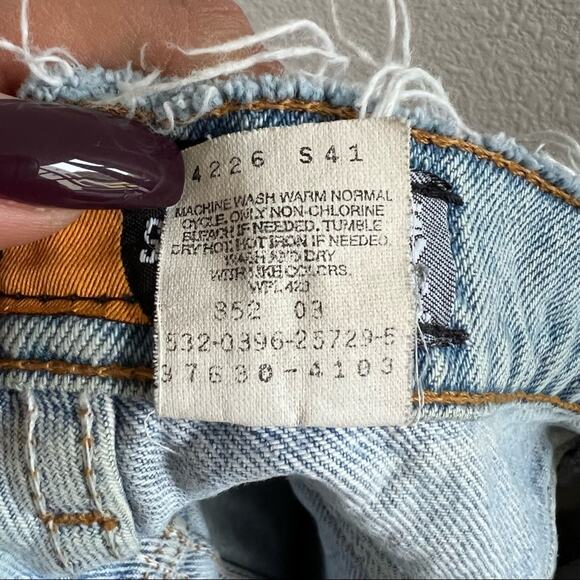 4226 S41
MACHINE WASH WARM NORMAL
CYCLE. ONLY NON-CHLORINE
BLEACH IF NEEDED. TUMBLE
DRY HOT. HOT IRON IF NEEDED.
WASH AND DRY
WITH LIKE COLORS.
WPL 423
352 03
532-0396-25729-5
37630-4103